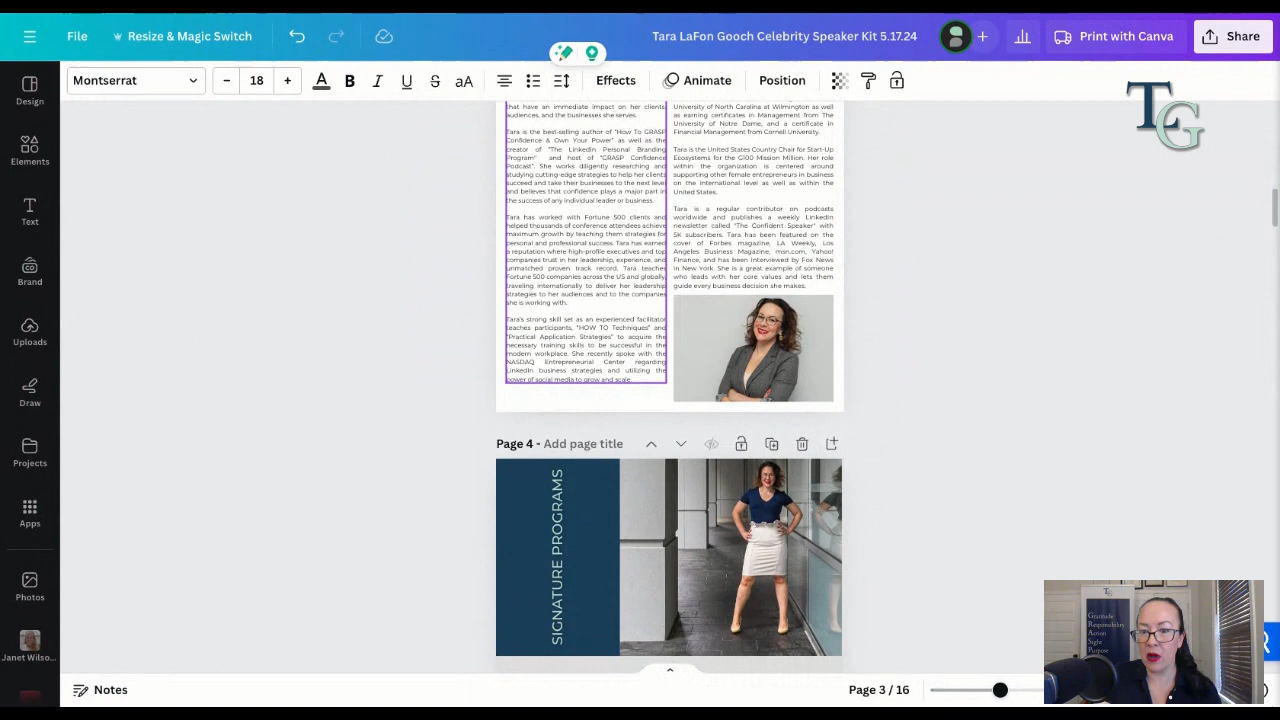 File
Resize & Magic Switch
Tara LaFon Gooch Celebrity Speaker Kit 5.17.24
Print with Canva
Share
Montserrat
18
A
B
I
U
S
aA
Effects
Animate
Position
TLG
Design
Elements
Text
Brand
Uploads
Draw
Projects
Apps
Photos
Janet Wilso...
that have an immediate impact on her clients,
audiences, and the businesses she serves.
Tara is the best-selling author of "How To GRASP
Confidence & Own Your Power" as well as the
creator of "The LinkedIn Personal Branding
Program" and host of "GRASP Confidence
Podcast". She works diligently researching and
studying cutting-edge strategies to help her clients
succeed and take their businesses to the next level
and believes that confidence plays a major part in
the success of any individual leader or business.
Tara has worked with Fortune 500 clients and
helped thousands of conference attendees achieve
maximum growth by teaching them strategies for
personal and professional success. Tara has earned
a reputation where high-profile executives and top
companies trust in her leadership, experience, and
unmatched proven track record. Tara teaches
Fortune 500 companies across the US and globally,
traveling internationally to deliver her leadership
strategies to her audiences and to the companies
she is working with.
Tara's strong skill set as an experienced facilitator
teaches participants, "HOW TO Techniques" and
"Practical Application Strategies" to acquire the
necessary training skills to be successful in the
modern workplace. She recently spoke with the
NASDAQ Entrepreneurial Center regarding
LinkedIn business strategies and utilizing the
power of social media to grow and scale.
University of North Carolina at Wilmington as well
as earning certificates in Management from The
University of Notre Dame, and a certificate in
Financial Management from Cornell University.
Tara is the United States Country Chair for Start-Up
Ecosystems for the G100 Mission Million. Her role
within the organization is centered around
supporting other female entrepreneurs in business
on the international level as well as within the
United States.
Tara is a regular contributor on podcasts
worldwide and publishes a weekly LinkedIn
newsletter called "The Confident Speaker" with
5K subscribers. Tara has been featured on the
cover of Forbes magazine, LA Weekly, Los
Angeles Business Magazine, msn.com, Yahoo!
Finance, and has been interviewed by Fox News
in New York. She is a great example of someone
who leads with her core values and lets them
guide every business decision she makes.
Page 4 - Add page title
SIGNATURE PROGRAMS
Gratitude
Responsibility
Action
Sight
Purpose
Notes
Page 3 / 16